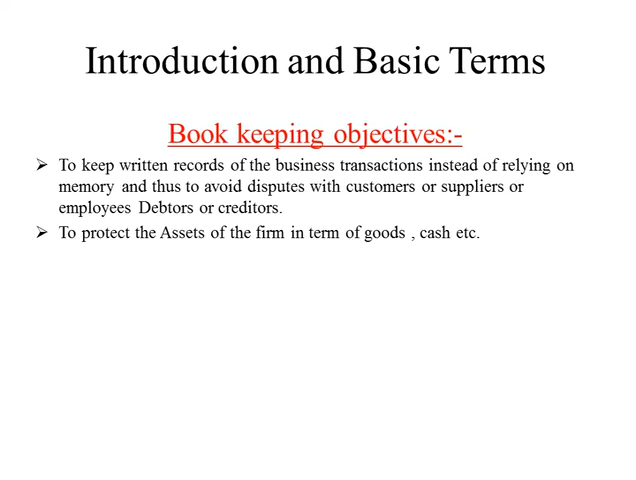 Introduction and Basic Terms
Book keeping objectives:-
➢ To keep written records of the business transactions instead of relying on
memory and thus to avoid disputes with customers or suppliers or
employees Debtors or creditors.
➢ To protect the Assets of the firm in term of goods , cash etc.